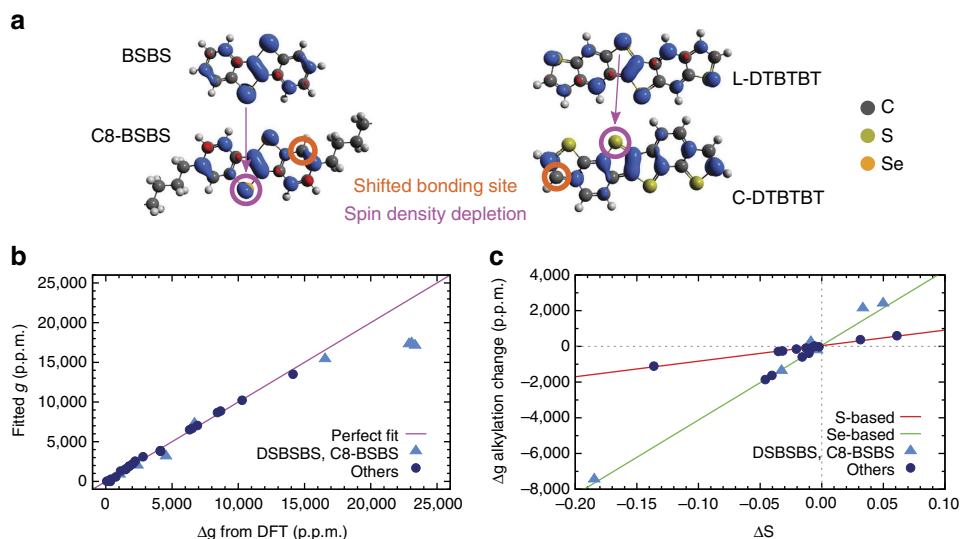 a
BSBS
C8-BSBS
L-DTBTBT
C-DTBTBT
C
S
Se
Shifted bonding site
Spin density depletion
b
Fitted g (p.p.m.)
25,000
20,000
15,000
10,000
5,000
0
0
5,000
10,000
15,000
20,000
25,000
Δg from DFT (p.p.m.)
Perfect fit
DSBSBS, C8-BSBS
Others
c
Δg alkylation change (p.p.m.)
4,000
2,000
0
−2,000
−4,000
−6,000
−8,000
−0.20
−0.15
−0.10
−0.05
0.00
0.05
0.10
ΔS
S-based
Se-based
DSBSBS, C8-BSBS
Others